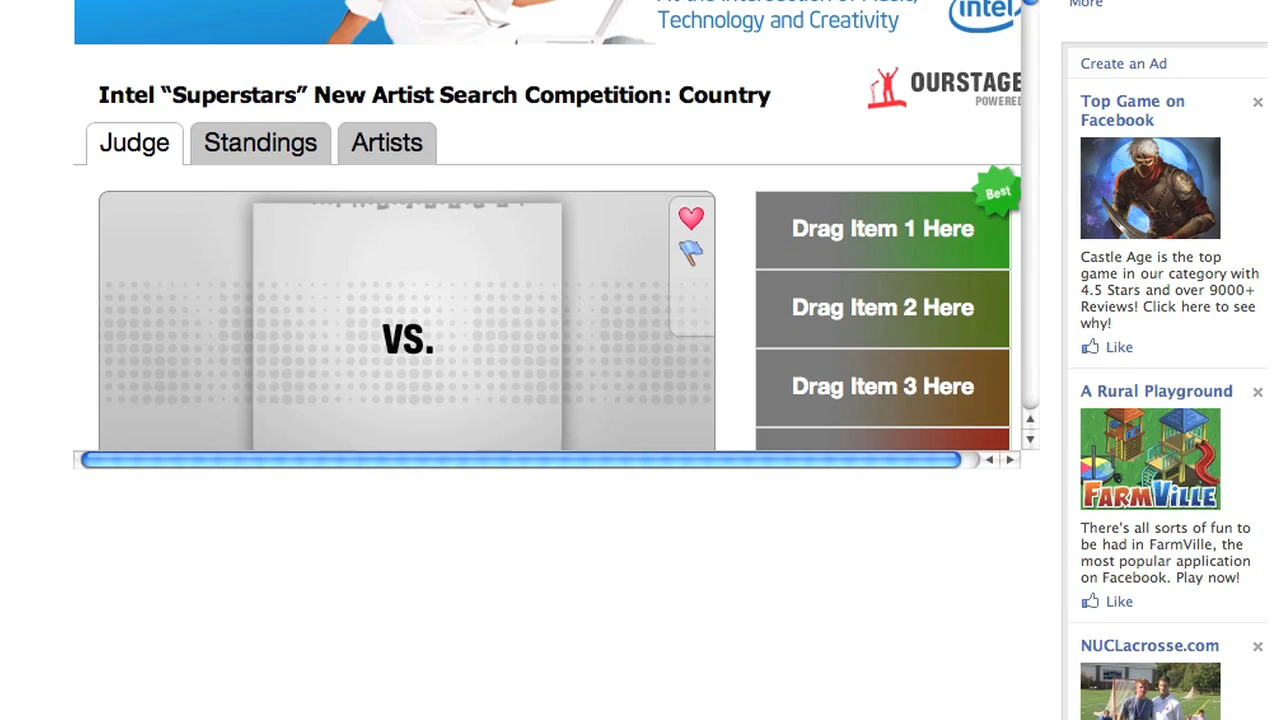 Technology and Creativity
intel
More
Intel “Superstars” New Artist Search Competition: Country
OURSTAGE
POWERED
Judge
Standings
Artists
VS.
Best
Drag Item 1 Here
Drag Item 2 Here
Drag Item 3 Here
Create an Ad
Top Game on
Facebook
Castle Age is the top
game in our category with
4.5 Stars and over 9000+
Reviews! Click here to see
why!
Like
A Rural Playground
FARMVILLE
There's all sorts of fun to
be had in FarmVille, the
most popular application
on Facebook. Play now!
Like
NUCLacrosse.com